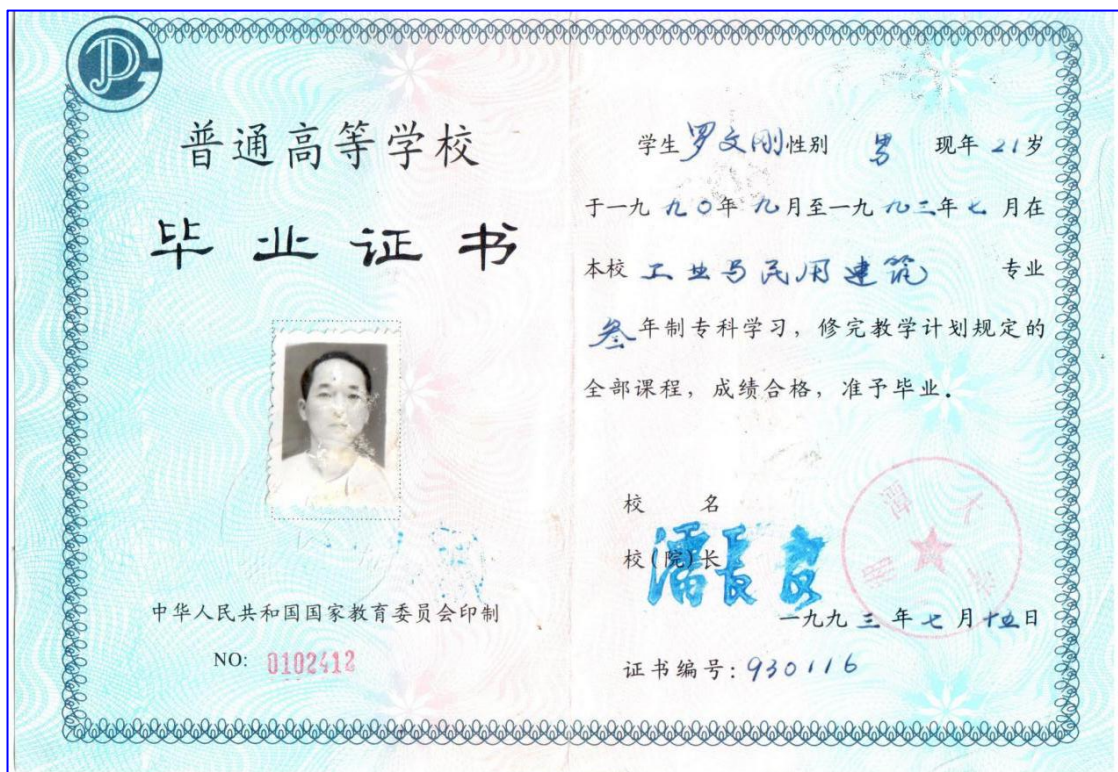 普通高等学校
毕业证书
中华人民共和国国家教育委员会印制
NO: 0102412
学生罗文刚性别 男 现年21岁
于一九九〇年九月至一九九三年七月在
本校工业与民用建筑 专业
叁年制专科学习，修完教学计划规定的
全部课程，成绩合格，准予毕业.
校 名
校(院)长
一九九三年七月十五日
证书编号:930116